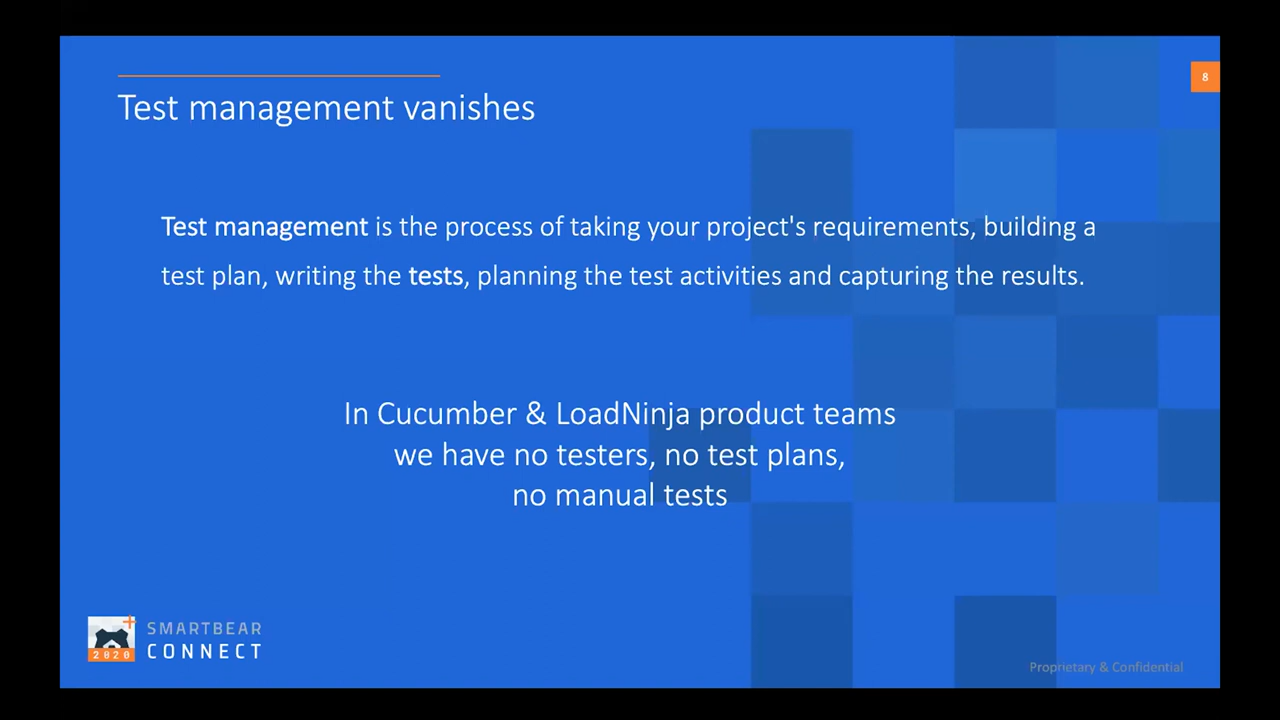 8
Test management vanishes
Test management is the process of taking your project's requirements, building a
test plan, writing the tests, planning the test activities and capturing the results.
In Cucumber & LoadNinja product teams
we have no testers, no test plans,
no manual tests
2020
SMARTBEAR
CONNECT
Proprietary & Confidential